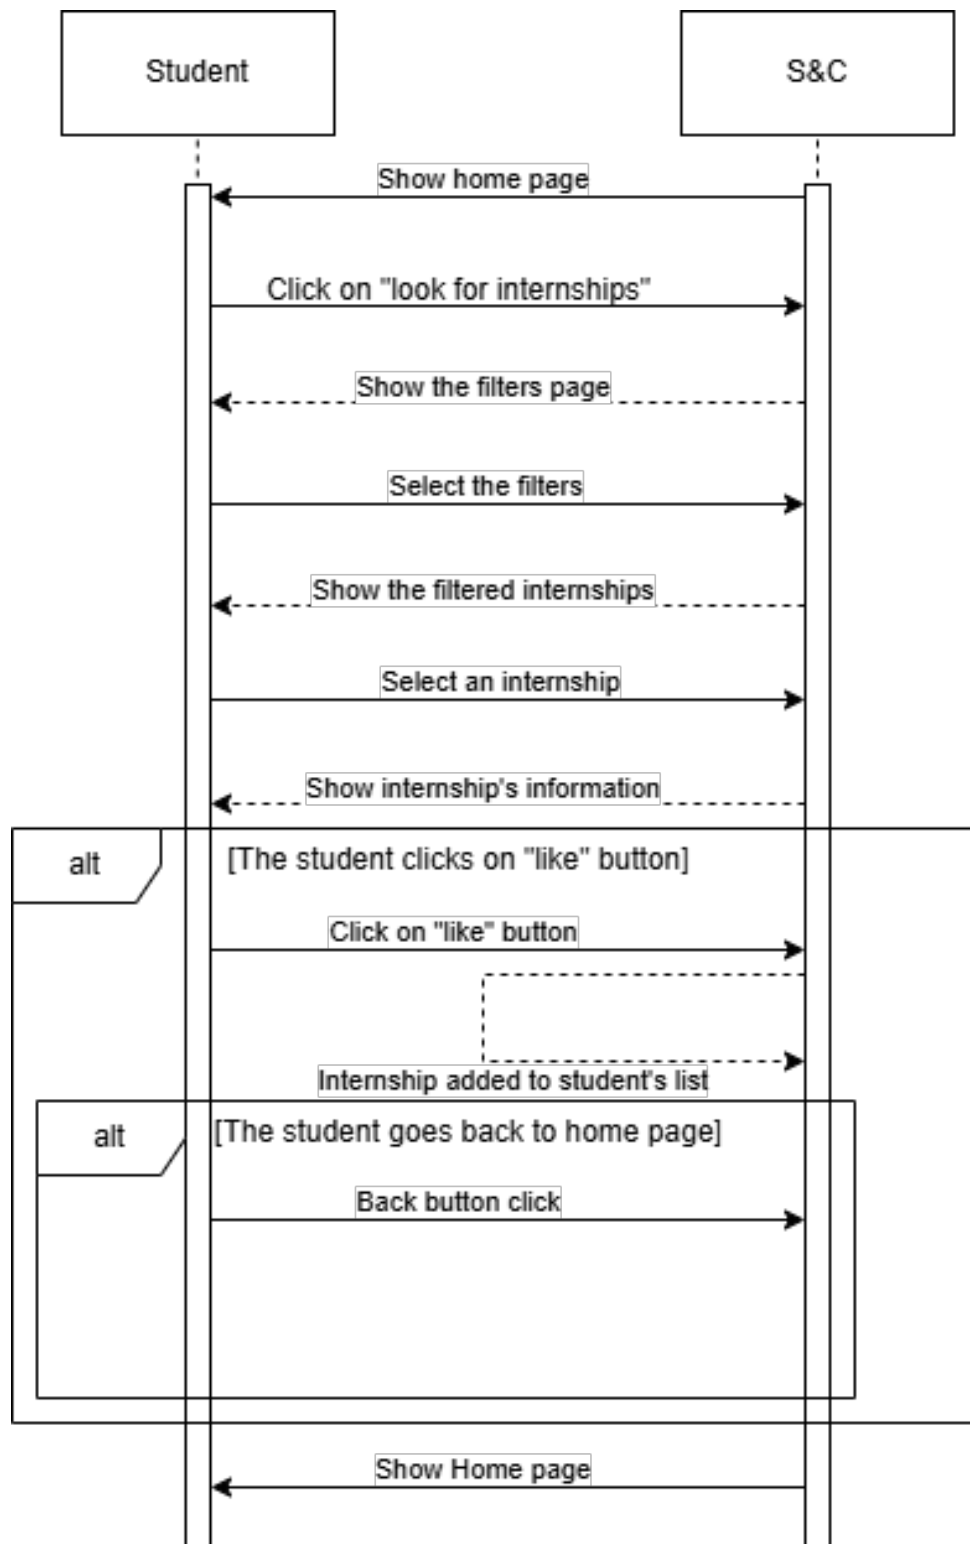 Student
S&C
Show home page
Click on "look for internships"
Show the filters page
Select the filters
Show the filtered internships
Select an internship
Show internship's information
alt
[The student clicks on "like" button]
Click on "like" button
Internship added to student's list
alt
[The student goes back to home page]
Back button click
Show Home page